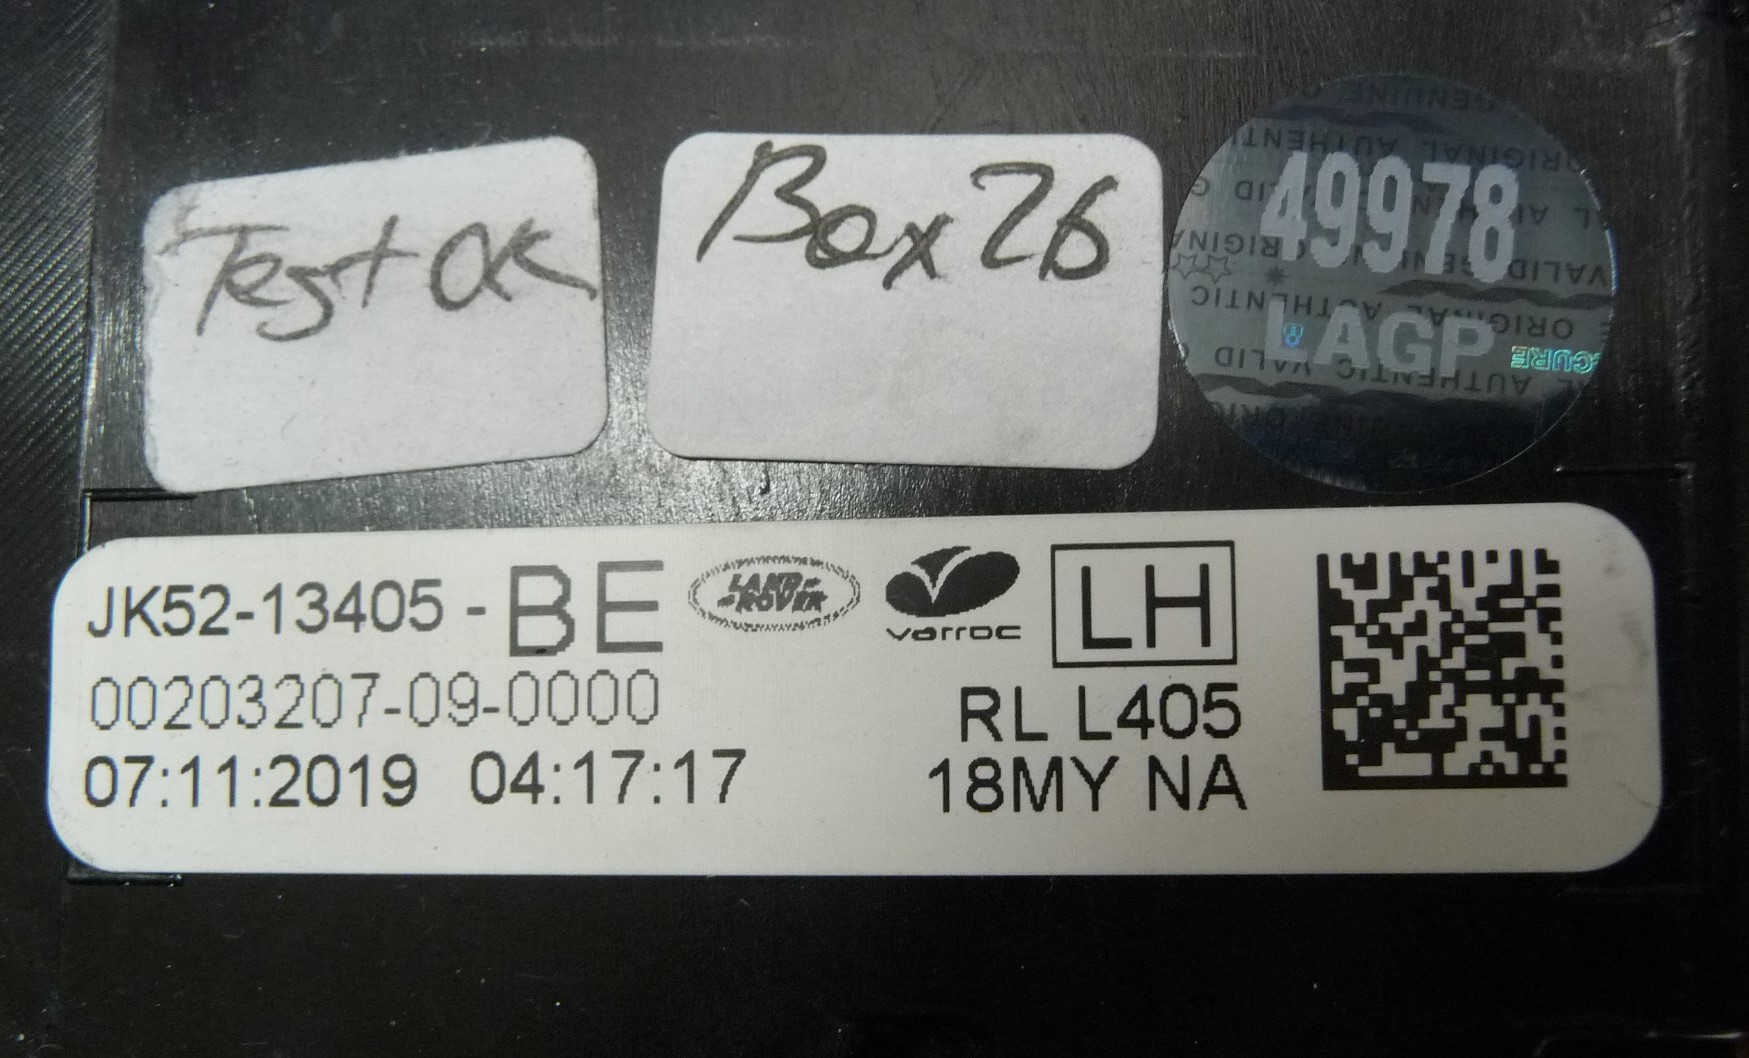 Test OK
Box 26
49978
LAGP
JK52-13405-BE
LAND-
-ROVER
varroc
LH
00203207-09-0000
RL L405
07:11:2019 04:17:17
18MY NA